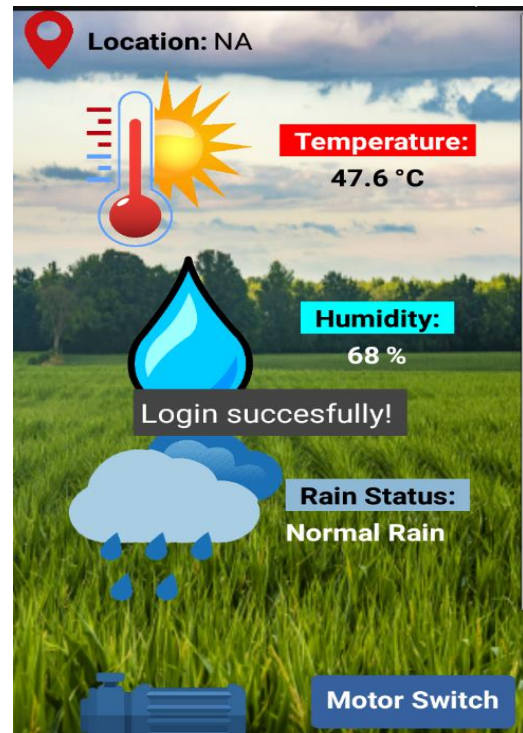 Location: NA
Temperature:
47.6 °C
Humidity:
68 %
Login succesfully!
Rain Status:
Normal Rain
Motor Switch